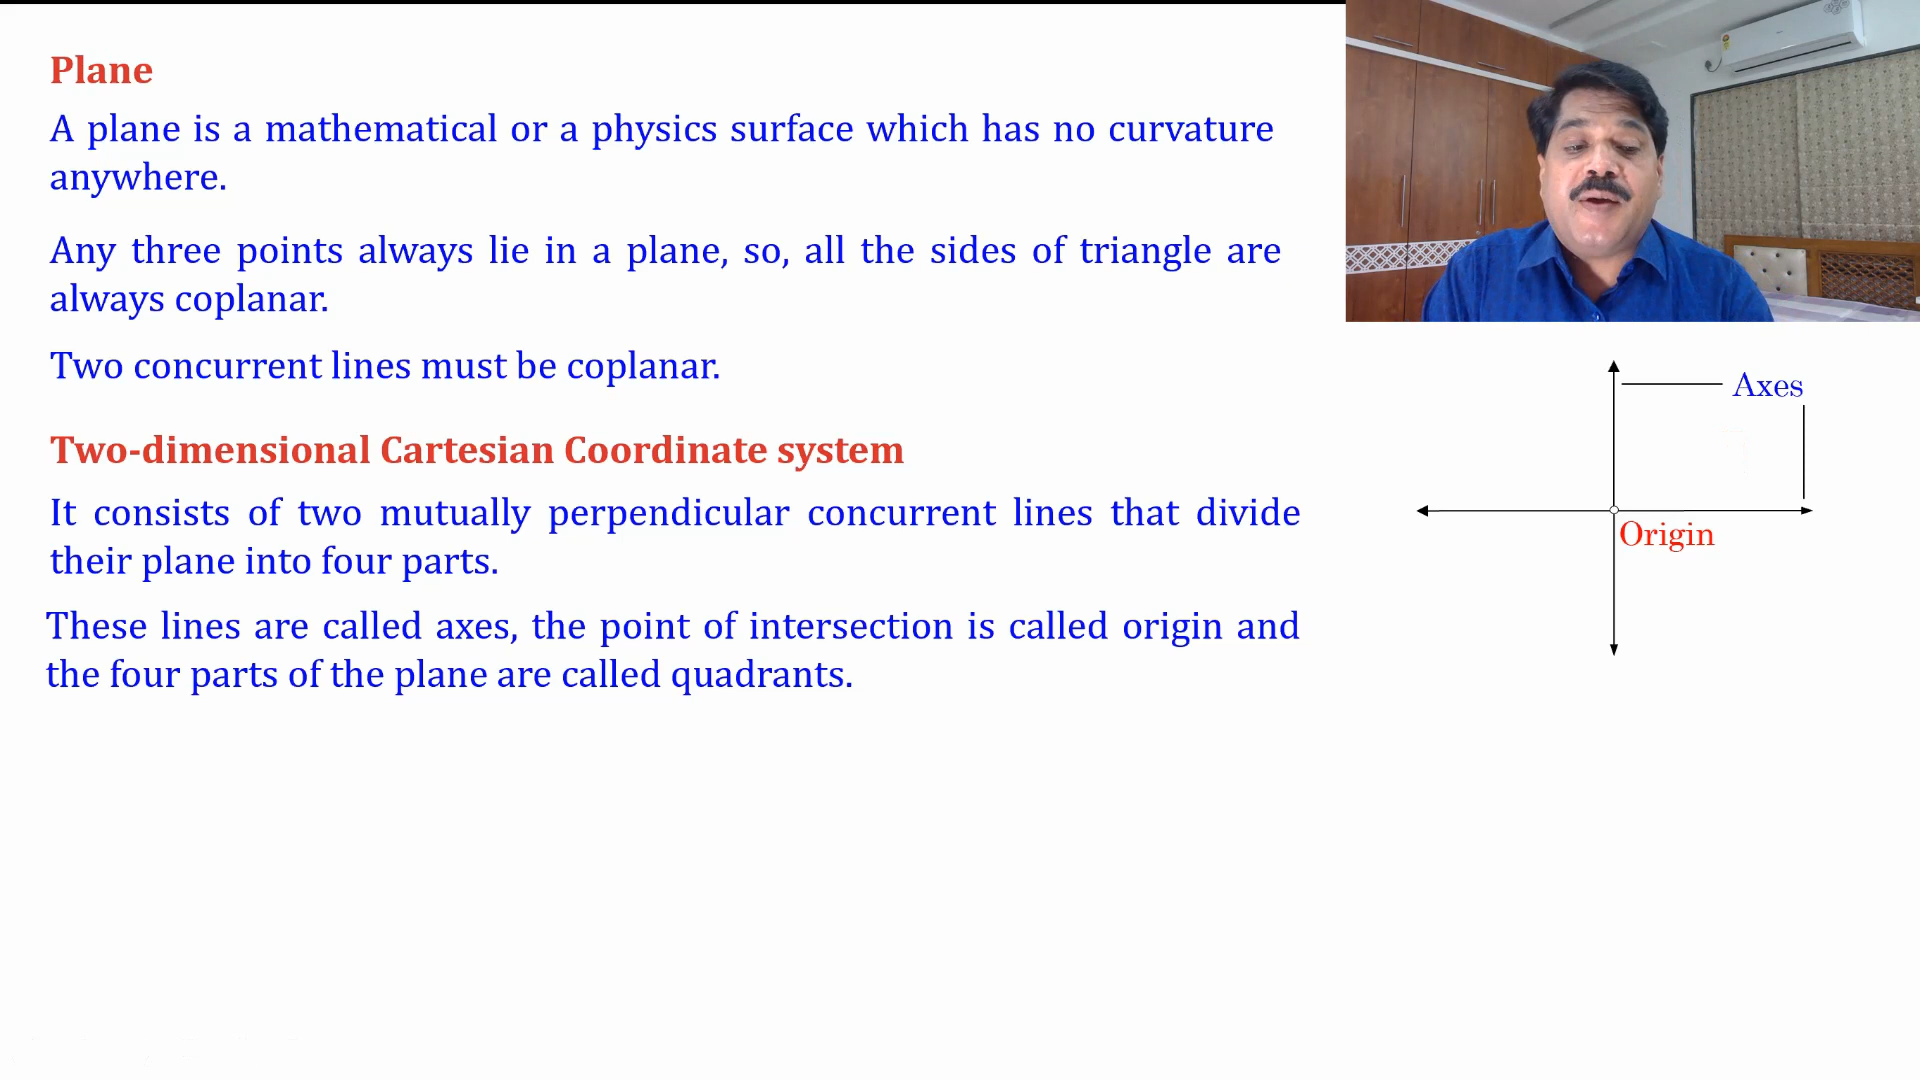 Plane
A plane is a mathematical or a physics surface which has no curvature
anywhere.
Any three points always lie in a plane, so, all the sides of triangle are
always coplanar.
Two concurrent lines must be coplanar.
Two-dimensional Cartesian Coordinate system
It consists of two mutually perpendicular concurrent lines that divide
their plane into four parts.
These lines are called axes, the point of intersection is called origin and
the four parts of the plane are called quadrants.
Axes
Origin